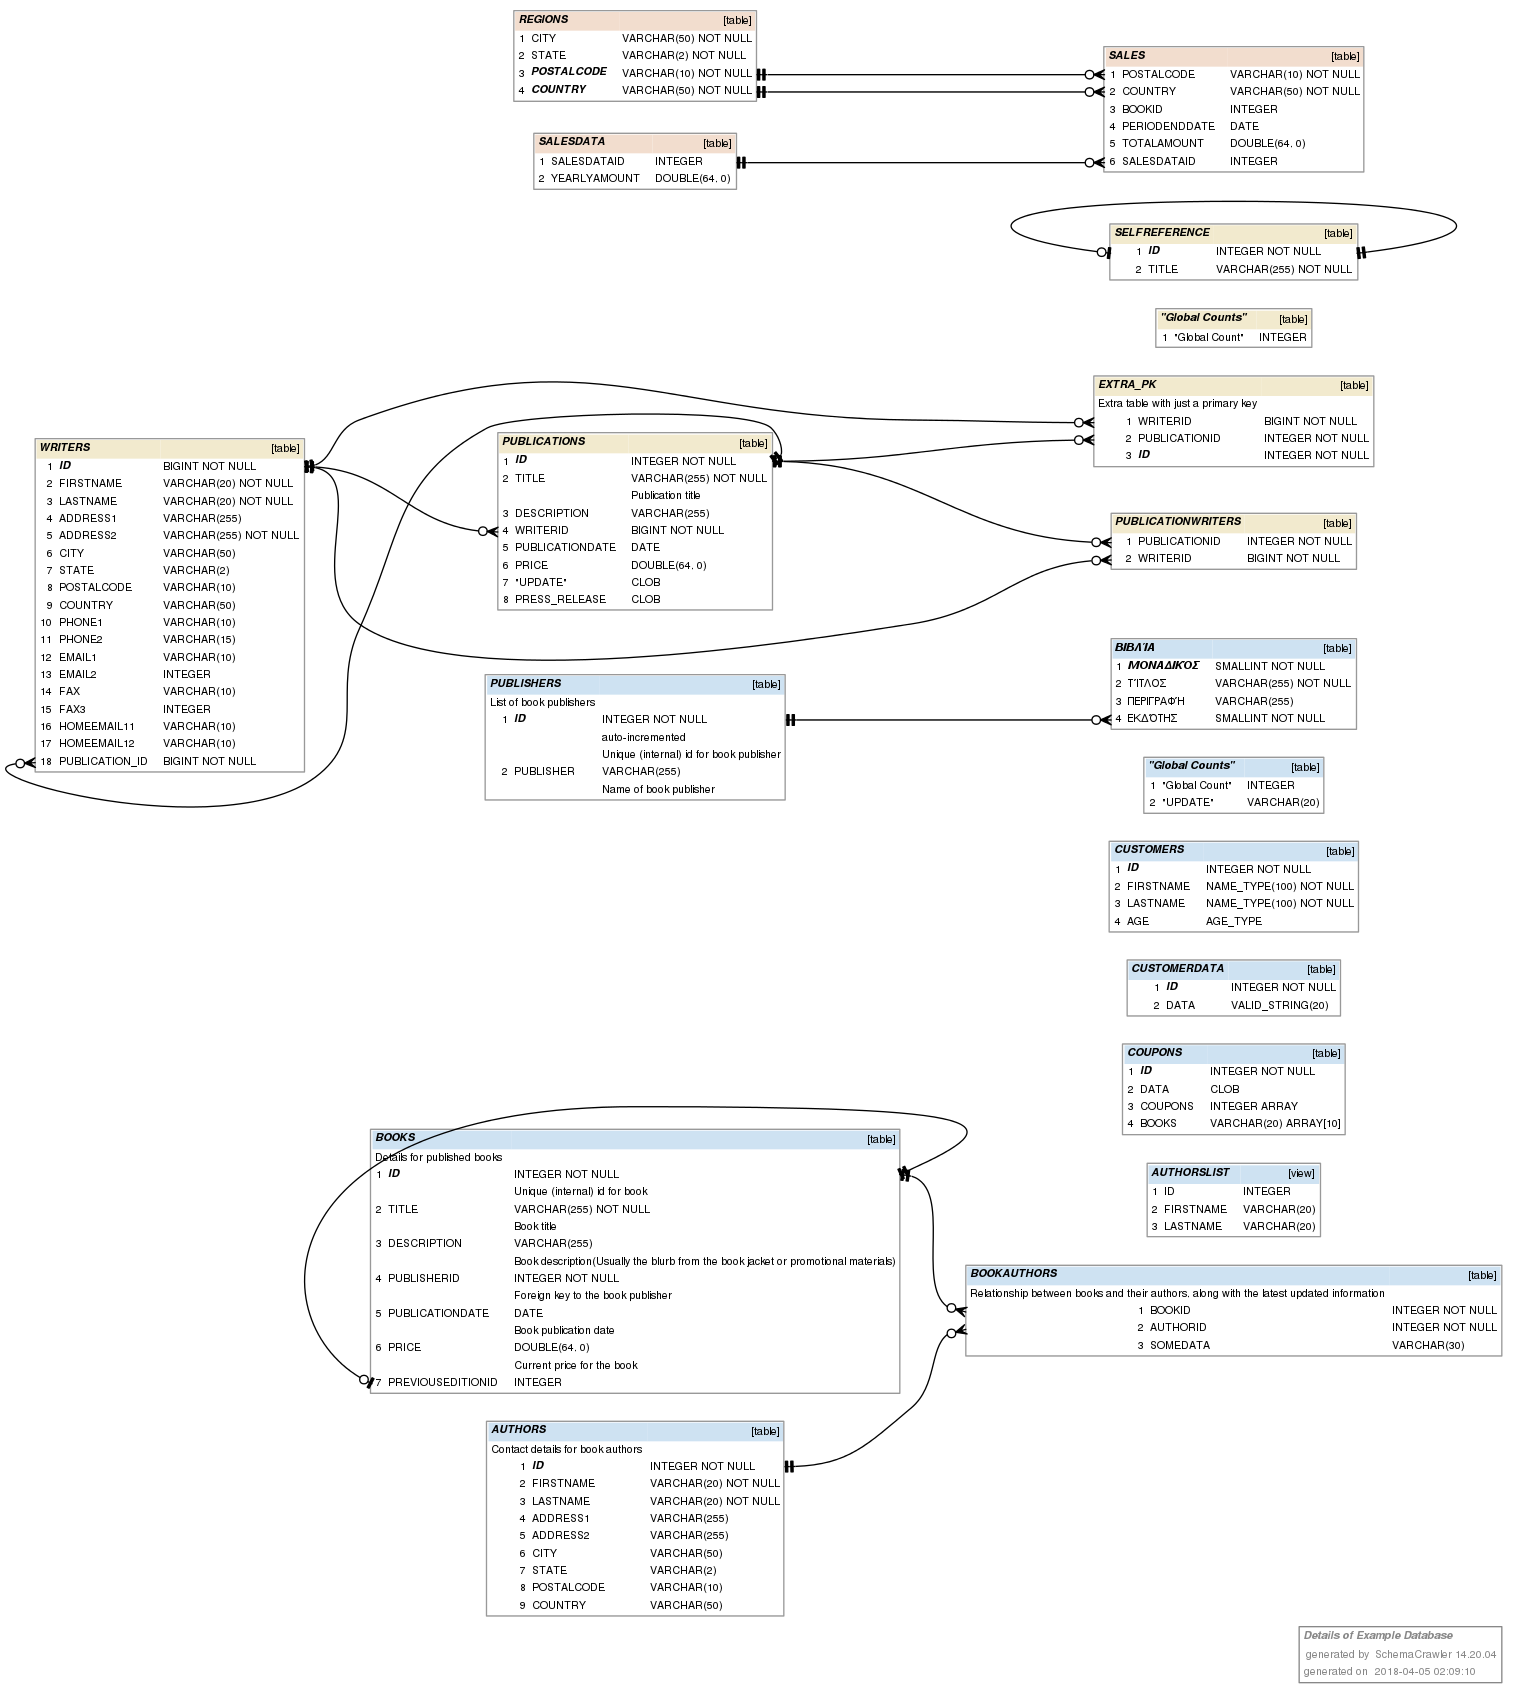 REGIONS [table]
1 CITY VARCHAR(50) NOT NULL
2 STATE VARCHAR(2) NOT NULL
3 POSTALCODE VARCHAR(10) NOT NULL
4 COUNTRY VARCHAR(50) NOT NULL
SALES [table]
1 POSTALCODE VARCHAR(10) NOT NULL
2 COUNTRY VARCHAR(50) NOT NULL
3 BOOKID INTEGER
4 PERIODENDDATE DATE
5 TOTALAMOUNT DOUBLE(64, 0)
6 SALESDATAID INTEGER
SALESDATA [table]
1 SALESDATAID INTEGER
2 YEARLYAMOUNT DOUBLE(64, 0)
SELFREFERENCE [table]
1 ID INTEGER NOT NULL
2 TITLE VARCHAR(255) NOT NULL
"Global Counts" [table]
1 "Global Count" INTEGER
EXTRA_PK [table]
Extra table with just a primary key
1 WRITERID BIGINT NOT NULL
2 PUBLICATIONID INTEGER NOT NULL
3 ID INTEGER NOT NULL
WRITERS [table]
1 ID BIGINT NOT NULL
2 FIRSTNAME VARCHAR(20) NOT NULL
3 LASTNAME VARCHAR(20) NOT NULL
4 ADDRESS1 VARCHAR(255)
5 ADDRESS2 VARCHAR(255) NOT NULL
6 CITY VARCHAR(50)
7 STATE VARCHAR(2)
8 POSTALCODE VARCHAR(10)
9 COUNTRY VARCHAR(50)
10 PHONE1 VARCHAR(10)
11 PHONE2 VARCHAR(15)
12 EMAIL1 VARCHAR(10)
13 EMAIL2 INTEGER
14 FAX VARCHAR(10)
15 FAX3 INTEGER
16 HOMEEMAIL11 VARCHAR(10)
17 HOMEEMAIL12 VARCHAR(10)
18 PUBLICATION_ID BIGINT NOT NULL
PUBLICATIONS [table]
1 ID INTEGER NOT NULL
2 TITLE VARCHAR(255) NOT NULL
Publication title
3 DESCRIPTION VARCHAR(255)
4 WRITERID BIGINT NOT NULL
5 PUBLICATIONDATE DATE
6 PRICE DOUBLE(64, 0)
7 "UPDATE" CLOB
8 PRESS_RELEASE CLOB
PUBLICATIONWRITERS [table]
1 PUBLICATIONID INTEGER NOT NULL
2 WRITERID BIGINT NOT NULL
PUBLISHERS [table]
List of book publishers
1 ID INTEGER NOT NULL
auto-incremented
Unique (internal) id for book publisher
2 PUBLISHER VARCHAR(255)
Name of book publisher
ΒΙΒΛΊΑ [table]
1 ΜΟΝΑΔΙΚΌΣ SMALLINT NOT NULL
2 ΤΊΤΛΟΣ VARCHAR(255) NOT NULL
3 ΠΕΡΙΓΡΑΦΉ VARCHAR(255)
4 ΕΚΔΌΤΗΣ SMALLINT NOT NULL
"Global Counts" [table]
1 "Global Count" INTEGER
2 "UPDATE" VARCHAR(20)
CUSTOMERS [table]
1 ID INTEGER NOT NULL
2 FIRSTNAME NAME_TYPE(100) NOT NULL
3 LASTNAME NAME_TYPE(100) NOT NULL
4 AGE AGE_TYPE
CUSTOMERDATA [table]
1 ID INTEGER NOT NULL
2 DATA VALID_STRING(20)
COUPONS [table]
1 ID INTEGER NOT NULL
2 DATA CLOB
3 COUPONS INTEGER ARRAY
4 BOOKS VARCHAR(20) ARRAY[10]
AUTHORSLIST [view]
1 ID INTEGER
2 FIRSTNAME VARCHAR(20)
3 LASTNAME VARCHAR(20)
BOOKS [table]
Details for published books
1 ID INTEGER NOT NULL
Unique (internal) id for book
2 TITLE VARCHAR(255) NOT NULL
Book title
3 DESCRIPTION VARCHAR(255)
Book description(Usually the blurb from the book jacket or promotional materials)
4 PUBLISHERID INTEGER NOT NULL
Foreign key to the book publisher
5 PUBLICATIONDATE DATE
Book publication date
6 PRICE DOUBLE(64, 0)
Current price for the book
7 PREVIOUSEDITIONID INTEGER
BOOKAUTHORS [table]
Relationship between books and their authors, along with the latest updated information
1 BOOKID INTEGER NOT NULL
2 AUTHORID INTEGER NOT NULL
3 SOMEDATA VARCHAR(30)
AUTHORS [table]
Contact details for book authors
1 ID INTEGER NOT NULL
2 FIRSTNAME VARCHAR(20) NOT NULL
3 LASTNAME VARCHAR(20) NOT NULL
4 ADDRESS1 VARCHAR(255)
5 ADDRESS2 VARCHAR(255)
6 CITY VARCHAR(50)
7 STATE VARCHAR(2)
8 POSTALCODE VARCHAR(10)
9 COUNTRY VARCHAR(50)
Details of Example Database
generated by SchemaCrawler 14.20.04
generated on 2018-04-05 02:09:10